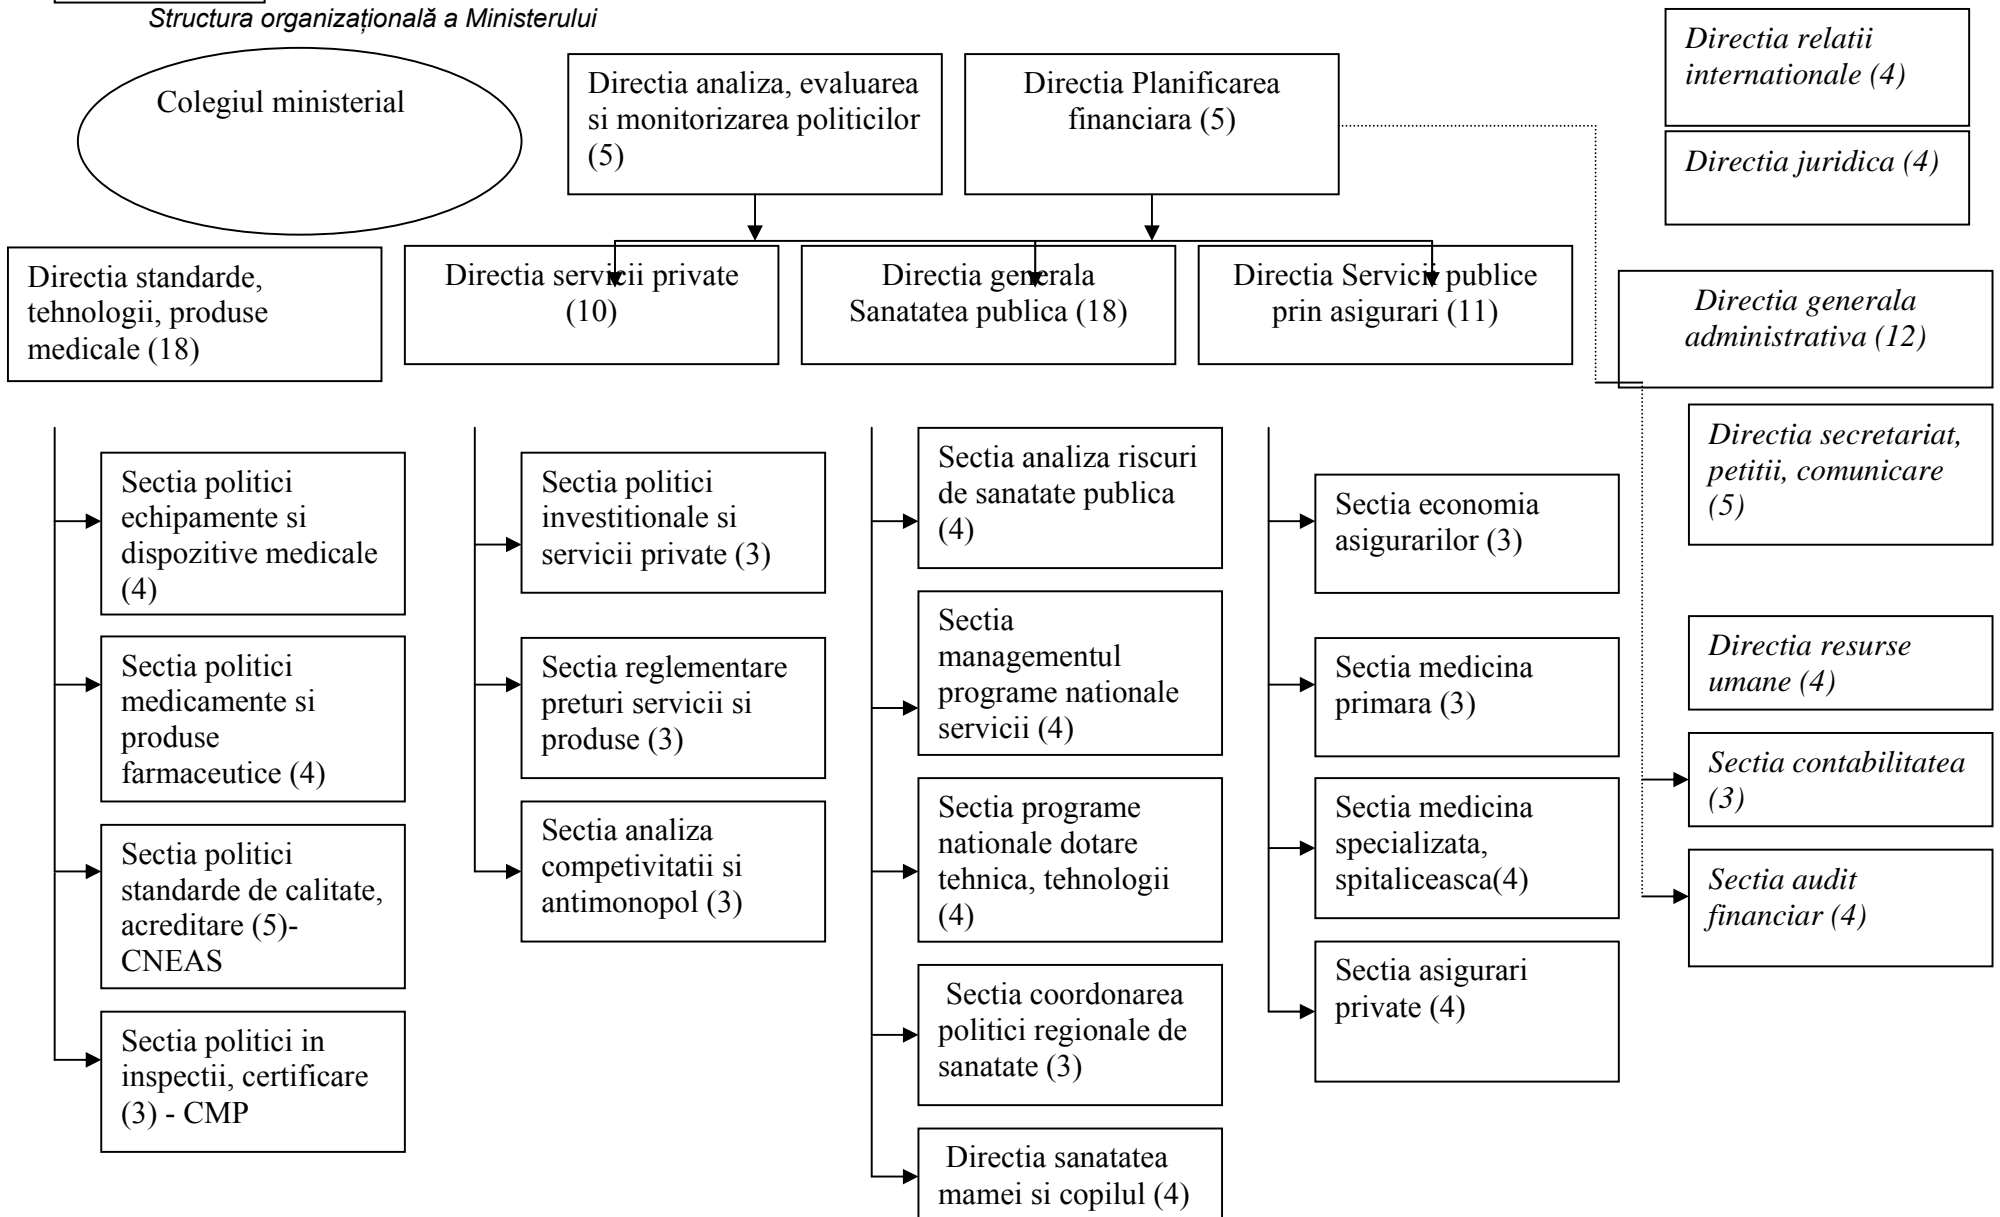 Structura organizațională a Ministerului
Colegiul ministerial
Directia analiza, evaluarea
si monitorizarea politicilor
(5)
Directia Planificarea
financiara (5)
Directia relatii
internationale (4)
Directia juridica (4)
Directia standarde,
tehnologii, produse
medicale (18)
Directia servicii private
(10)
Directia generala
Sanatatea publica (18)
Directia Servicii publice
prin asigurari (11)
Directia generala
administrativa (12)
Sectia politici
echipamente si
dispozitive medicale
(4)
Sectia politici
medicamente si
produse
farmaceutice (4)
Sectia politici
standarde de calitate,
acreditare (5)-
CNEAS
Sectia politici in
inspectii, certificare
(3) - CMP
Sectia politici
investitionale si
servicii private (3)
Sectia reglementare
preturi servicii si
produse (3)
Sectia analiza
competivitatii si
antimonopol (3)
Sectia analiza riscuri
de sanatate publica
(4)
Sectia
managementul
programe nationale
servicii (4)
Sectia programe
nationale dotare
tehnica, tehnologii
(4)
Sectia coordonarea
politici regionale de
sanatate (3)
Directia sanatatea
mamei si copilul (4)
Sectia economia
asigurarilor (3)
Sectia medicina
primara (3)
Sectia medicina
specializata,
spitaliceasca(4)
Sectia asigurari
private (4)
Directia secretariat,
petitii, comunicare
(5)
Directia resurse
umane (4)
Sectia contabilitatea
(3)
Sectia audit
financiar (4)